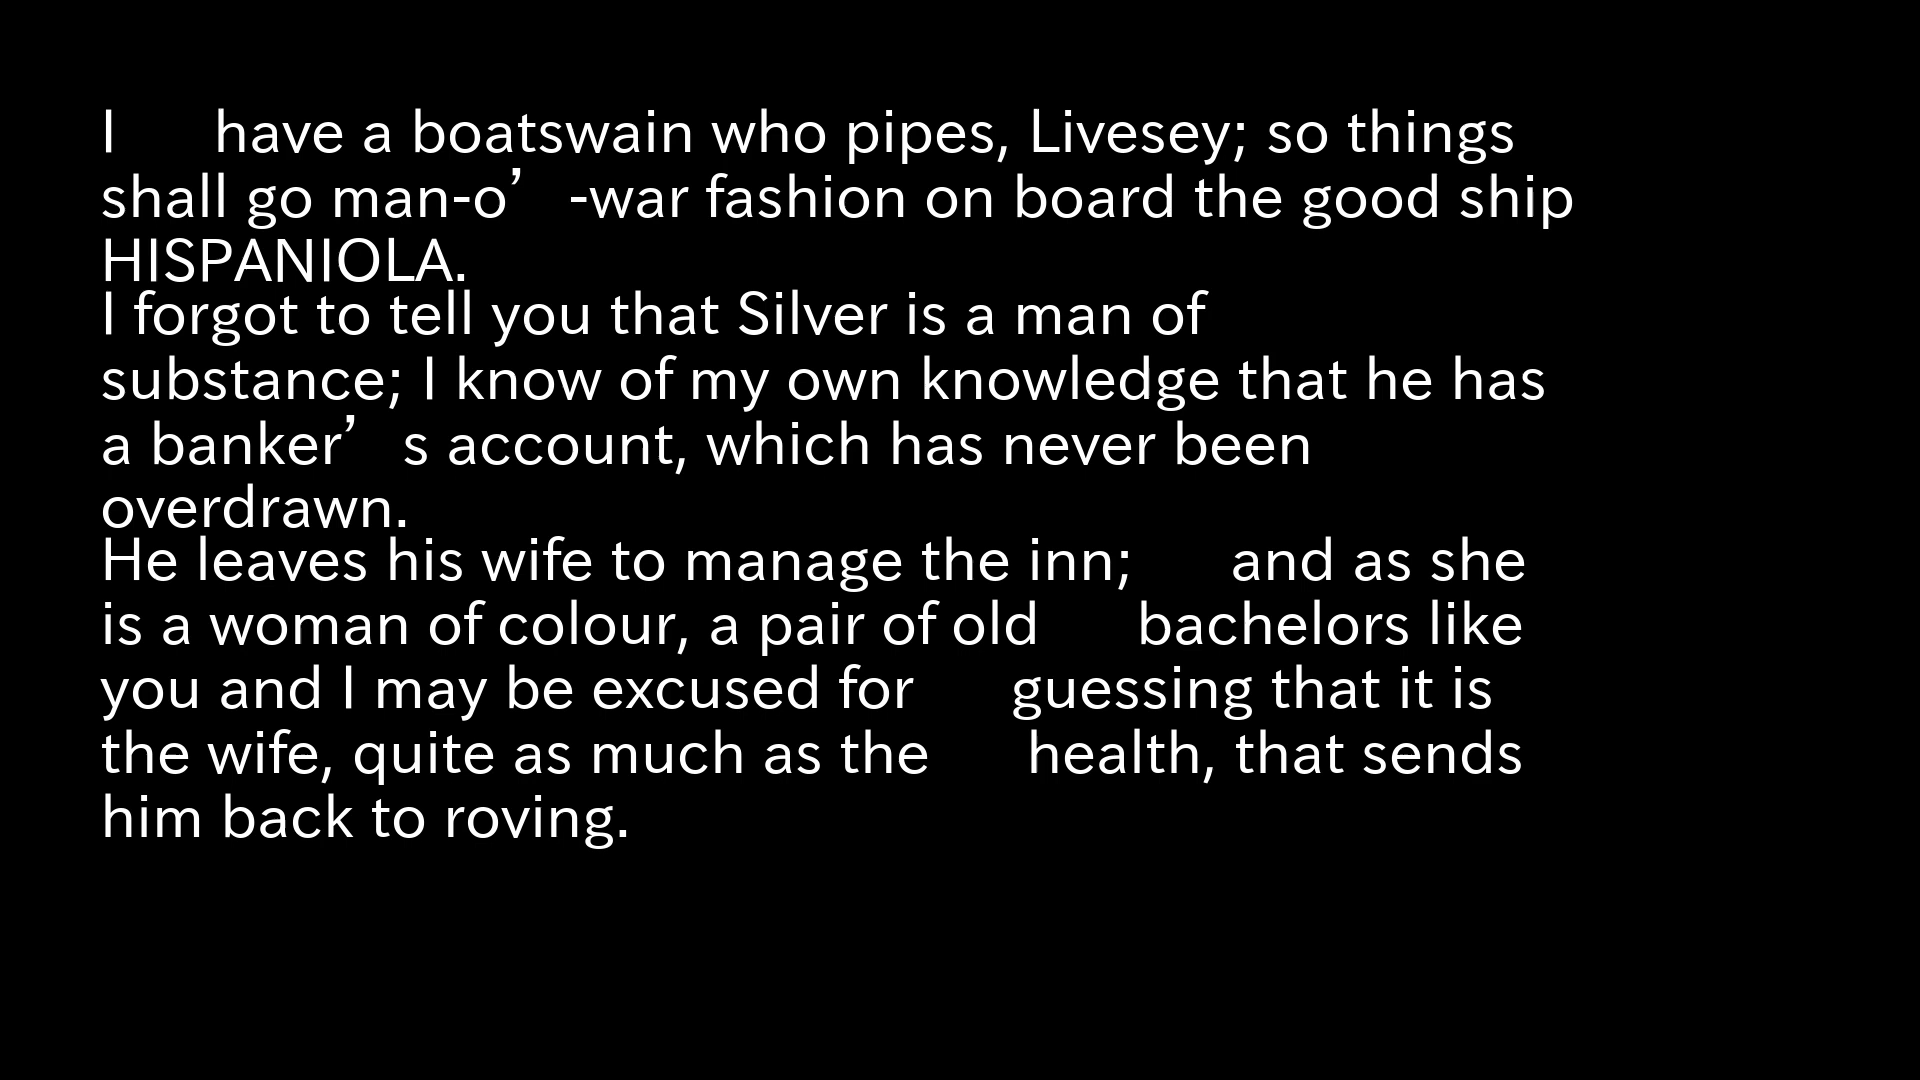 I have a boatswain who pipes, Livesey; so things
shall go man-o’-war fashion on board the good ship
HISPANIOLA.
I forgot to tell you that Silver is a man of
substance; I know of my own knowledge that he has
a banker’s account, which has never been
overdrawn.
He leaves his wife to manage the inn; and as she
is a woman of colour, a pair of old bachelors like
you and I may be excused for guessing that it is
the wife, quite as much as the health, that sends
him back to roving.